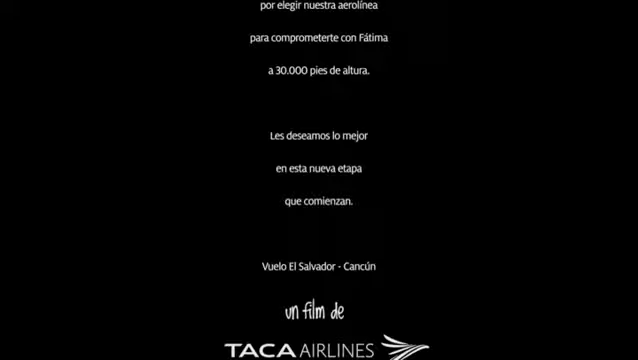 por elegir nuestra aerolínea
para comprometerte con Fátima
a 30.000 pies de altura.
Les deseamos lo mejor
en esta nueva etapa
que comienzan.
Vuelo El Salvador - Cancún
un film de
TACA AIRLINES